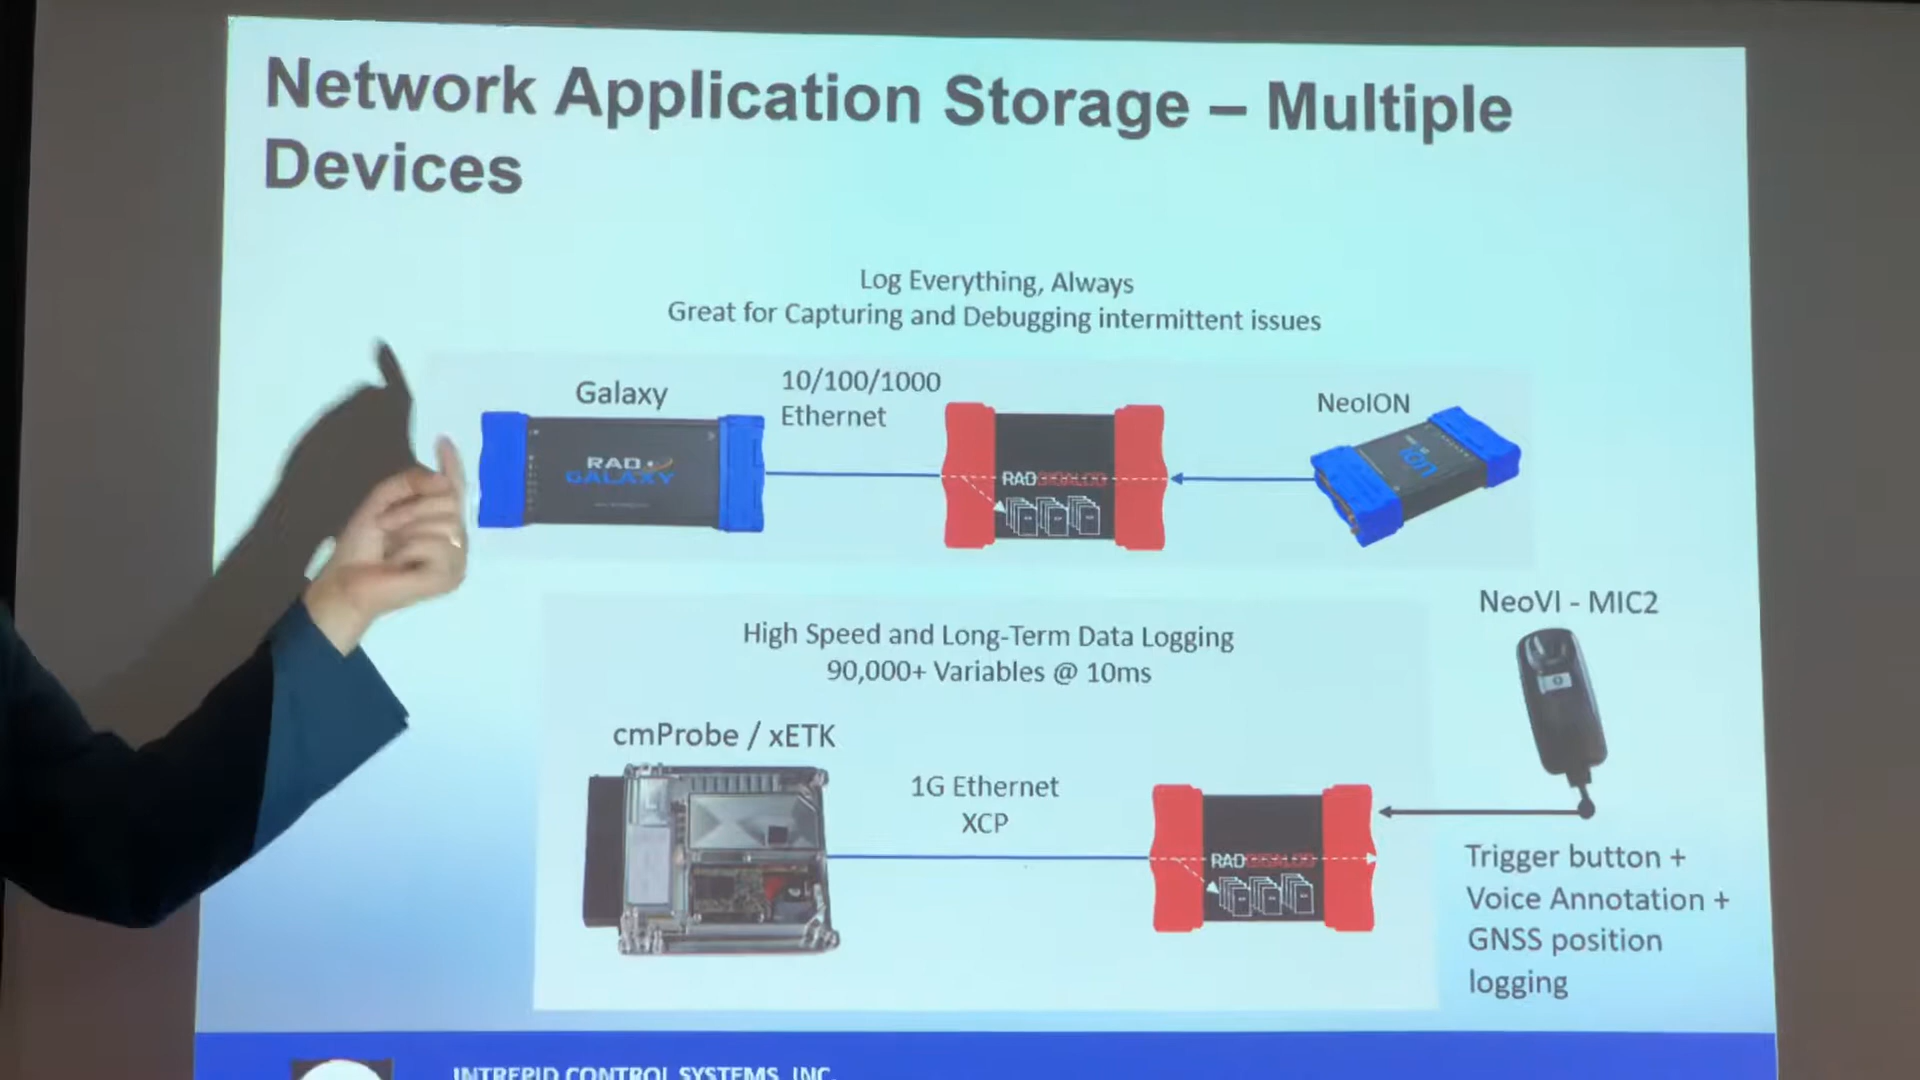 Network Application Storage – Multiple
Devices
Log Everything, Always
Great for Capturing and Debugging intermittent issues
Galaxy
10/100/1000
Ethernet
NeoION
RAD
GALAXY
RAD
ion
NeoVI - MIC2
High Speed and Long-Term Data Logging
90,000+ Variables @ 10ms
cmProbe / xETK
1G Ethernet
XCP
RAD
Trigger button +
Voice Annotation +
GNSS position
logging
INTREPID CONTROL SYSTEMS, INC.